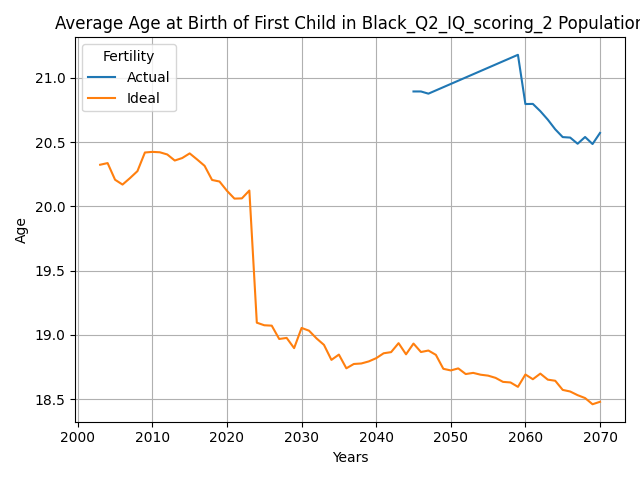 Average Age at Birth of First Child in Black_Q2_IQ_scoring_2 Population
Fertility
Actual
Ideal
21.0
20.5
20.0
19.5
19.0
18.5
Age
2000 2010 2020 2030 2040 2050 2060 2070
Years